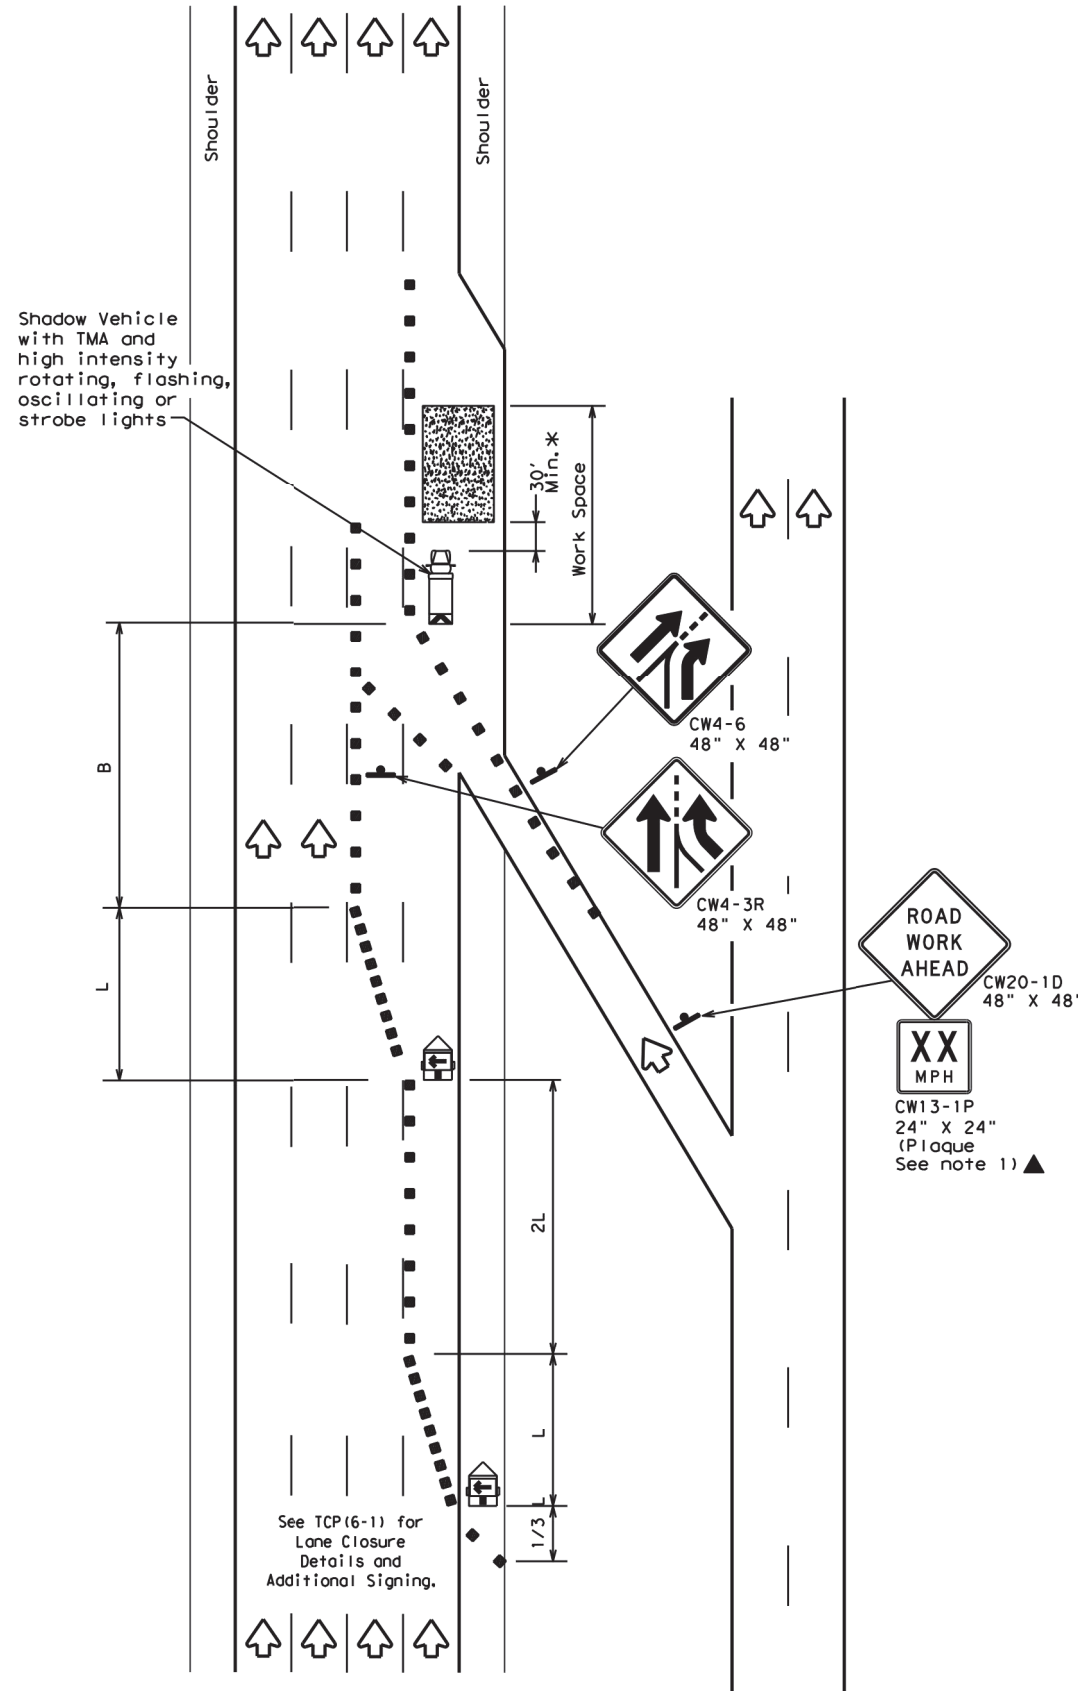 Shoulder
Shoulder
Shadow Vehicle
with TMA and
high intensity
rotating, flashing,
oscillating or
strobe lights
30'
Min.*
Work Space
CW4-6
48" X 48"
B
CW4-3R
48" X 48"
L
ROAD
WORK
AHEAD
CW20-1D
48" X 48"
XX
MPH
CW13-1P
24" X 24"
(Plaque
See note 1)▲
2L
L
1/3 L
See TCP(6-1) for
Lane Closure
Details and
Additional Signing.